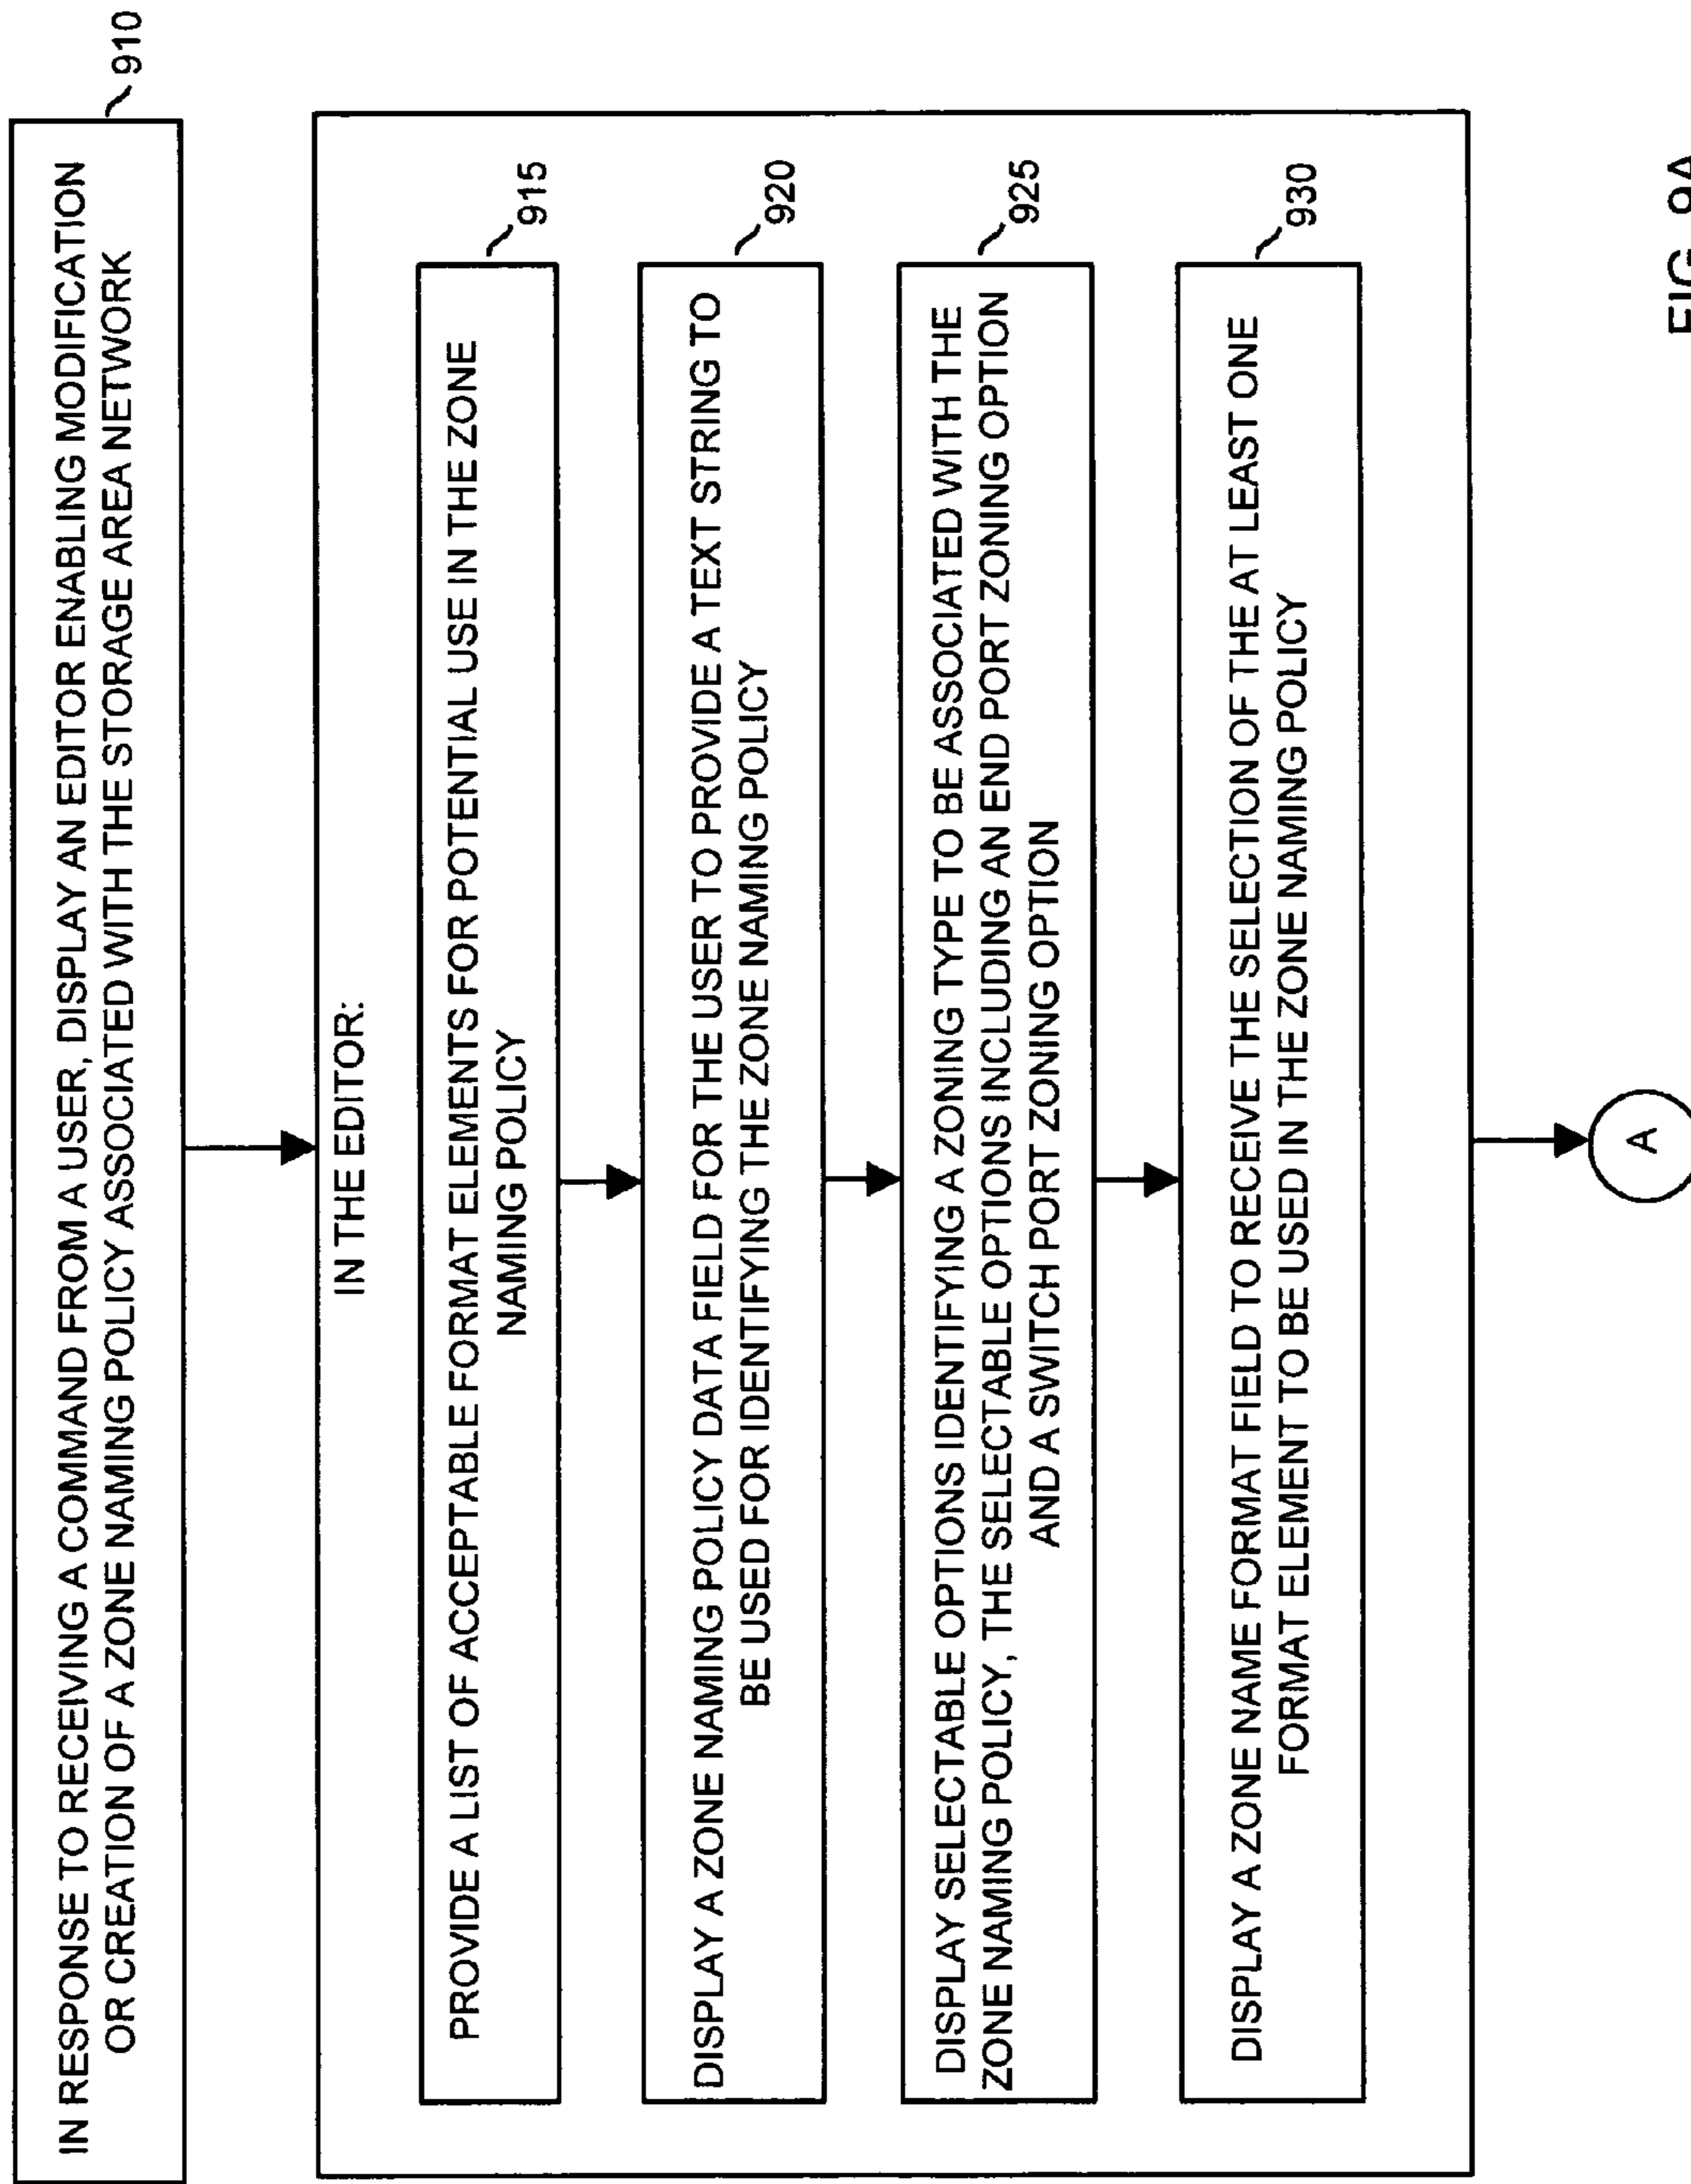 IN RESPONSE TO RECEIVING A COMMAND FROM A USER, DISPLAY AN EDITOR ENABLING MODIFICATION
OR CREATION OF A ZONE NAMING POLICY ASSOCIATED WITH THE STORAGE AREA NETWORK
910
IN THE EDITOR:
PROVIDE A LIST OF ACCEPTABLE FORMAT ELEMENTS FOR POTENTIAL USE IN THE ZONE
NAMING POLICY
915
DISPLAY A ZONE NAMING POLICY DATA FIELD FOR THE USER TO PROVIDE A TEXT STRING TO
BE USED FOR IDENTIFYING THE ZONE NAMING POLICY
920
DISPLAY SELECTABLE OPTIONS IDENTIFYING A ZONING TYPE TO BE ASSOCIATED WITH THE
ZONE NAMING POLICY, THE SELECTABLE OPTIONS INCLUDING AN END PORT ZONING OPTION
AND A SWITCH PORT ZONING OPTION
925
DISPLAY A ZONE NAME FORMAT FIELD TO RECEIVE THE SELECTION OF THE AT LEAST ONE
FORMAT ELEMENT TO BE USED IN THE ZONE NAMING POLICY
930
A
FIG. 9A